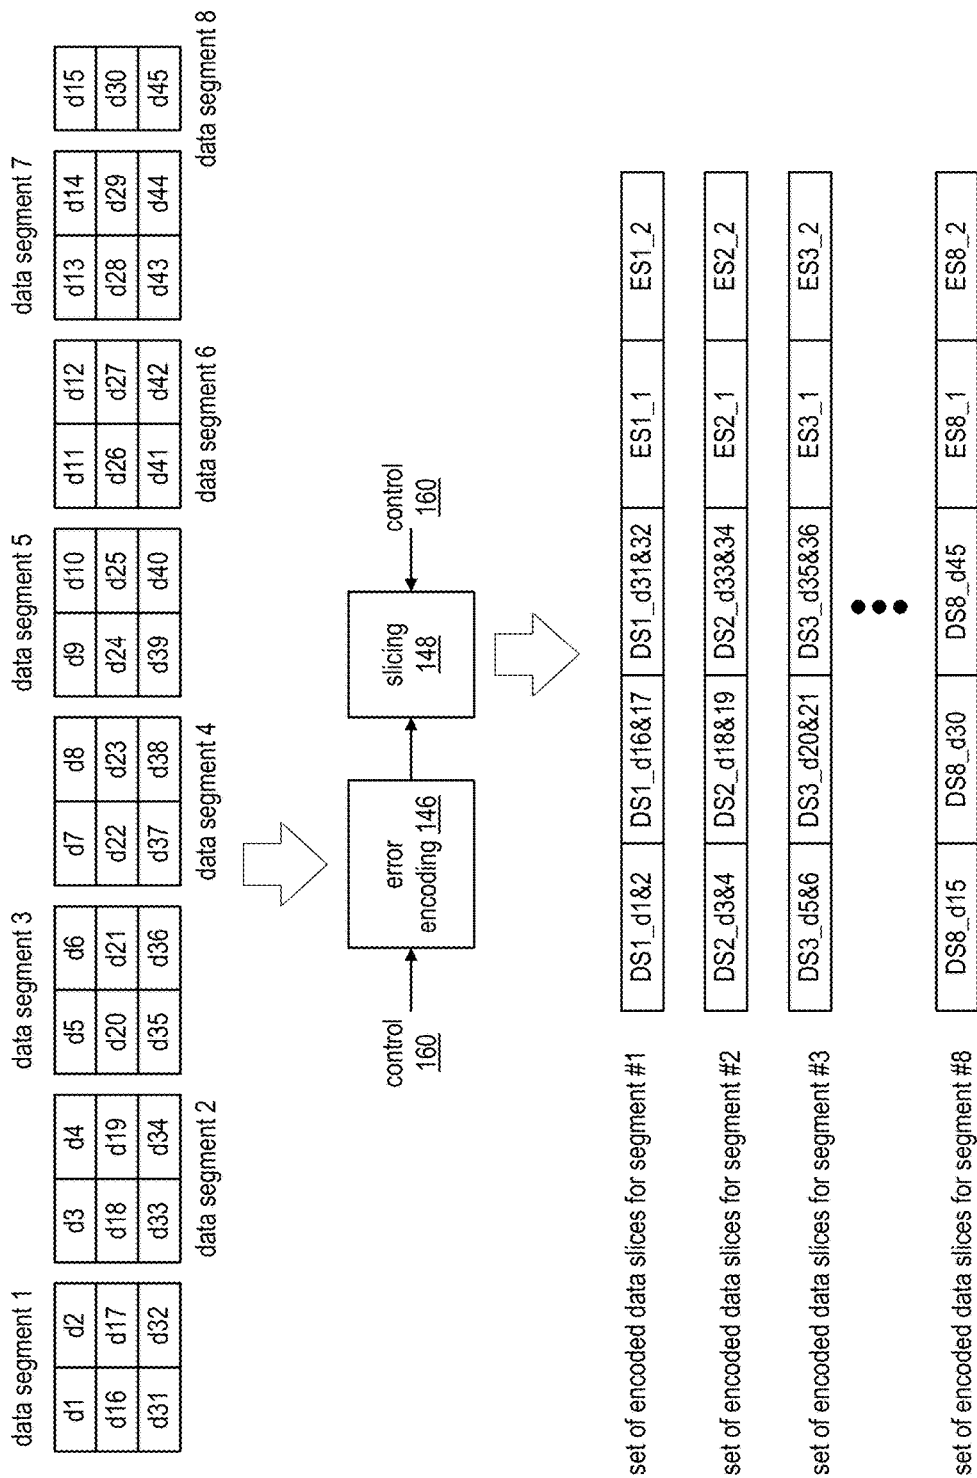 data segment 1
data segment 3
data segment 5
data segment 7
d1 d2 d3 d4 d5 d6 d7 d8 d9 d10 d11 d12 d13 d14 d15
d16 d17 d18 d19 d20 d21 d22 d23 d24 d25 d26 d27 d28 d29 d30
d31 d32 d33 d34 d35 d36 d37 d38 d39 d40 d41 d42 d43 d44 d45
data segment 2
data segment 4
data segment 6
data segment 8
control
160
error
encoding 146
slicing
148
control
160
set of encoded data slices for segment #1
DS1_d1&2 DS1_d16&17 DS1_d31&32 ES1_1 ES1_2
set of encoded data slices for segment #2
DS2_d3&4 DS2_d18&19 DS2_d33&34 ES2_1 ES2_2
set of encoded data slices for segment #3
DS3_d5&6 DS3_d20&21 DS3_d35&36 ES3_1 ES3_2
set of encoded data slices for segment #8
DS8_d15 DS8_d30 DS8_d45 ES8_1 ES8_2